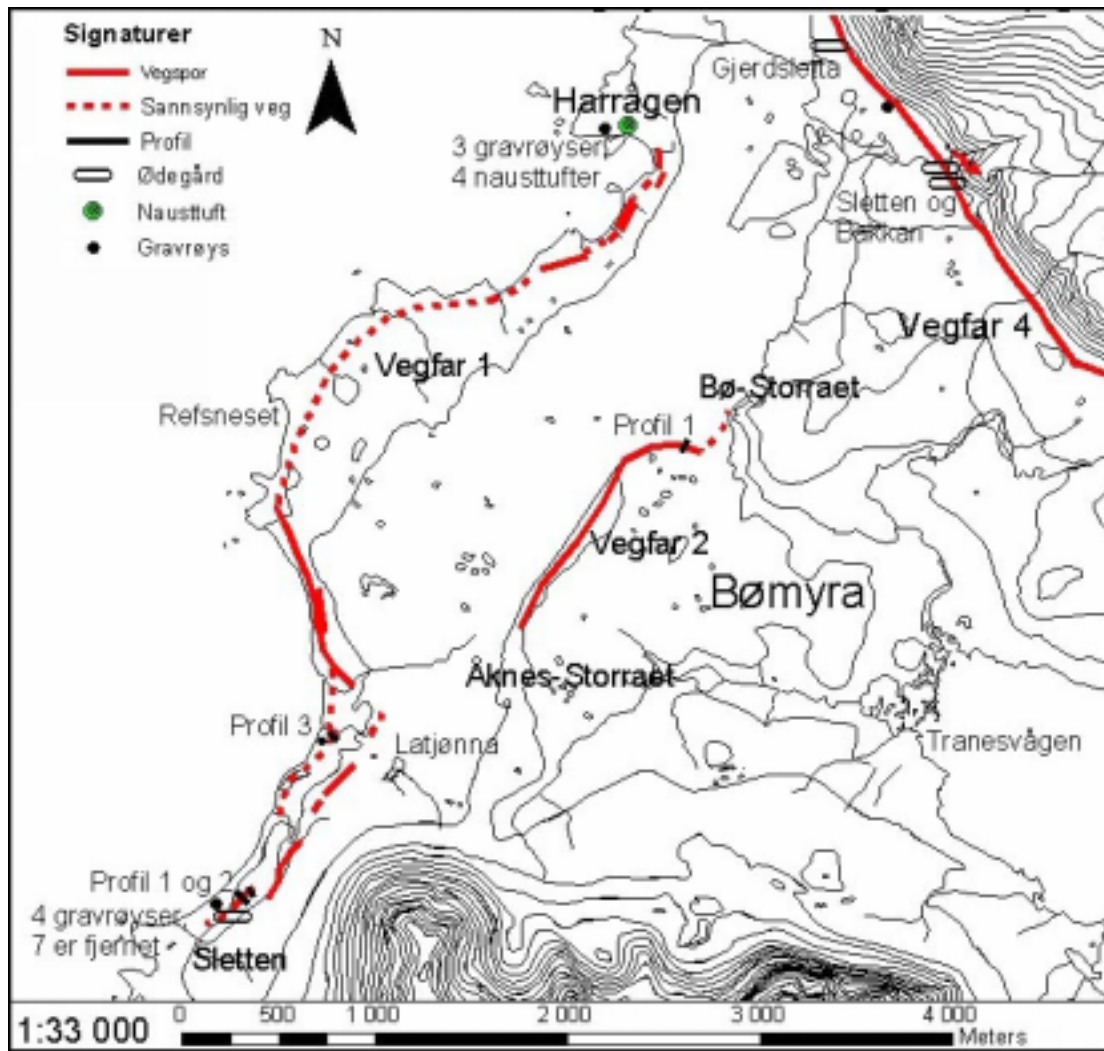 Signaturer
Vegspor
Sannsynlig veg
Profil
Ødegård
Nausttuft
Gravrøys
N
Gjerdsletta
Harrågen
3 gravrøyser,
4 nausttufter
Sletten og
Bakkan
Vegfar 4
Vegfar 1
Bø-Storraet
Refsneset
Profil 1
Vegfar 2
Bømyra
Åknes-Storraet
Profil 3
Latjønna
Tranesvågen
Profil 1 og 2
4 gravrøyser
7 er fjernet
Sletten
1:33 000
0 500 1 000 2 000 3 000 4 000
Meters